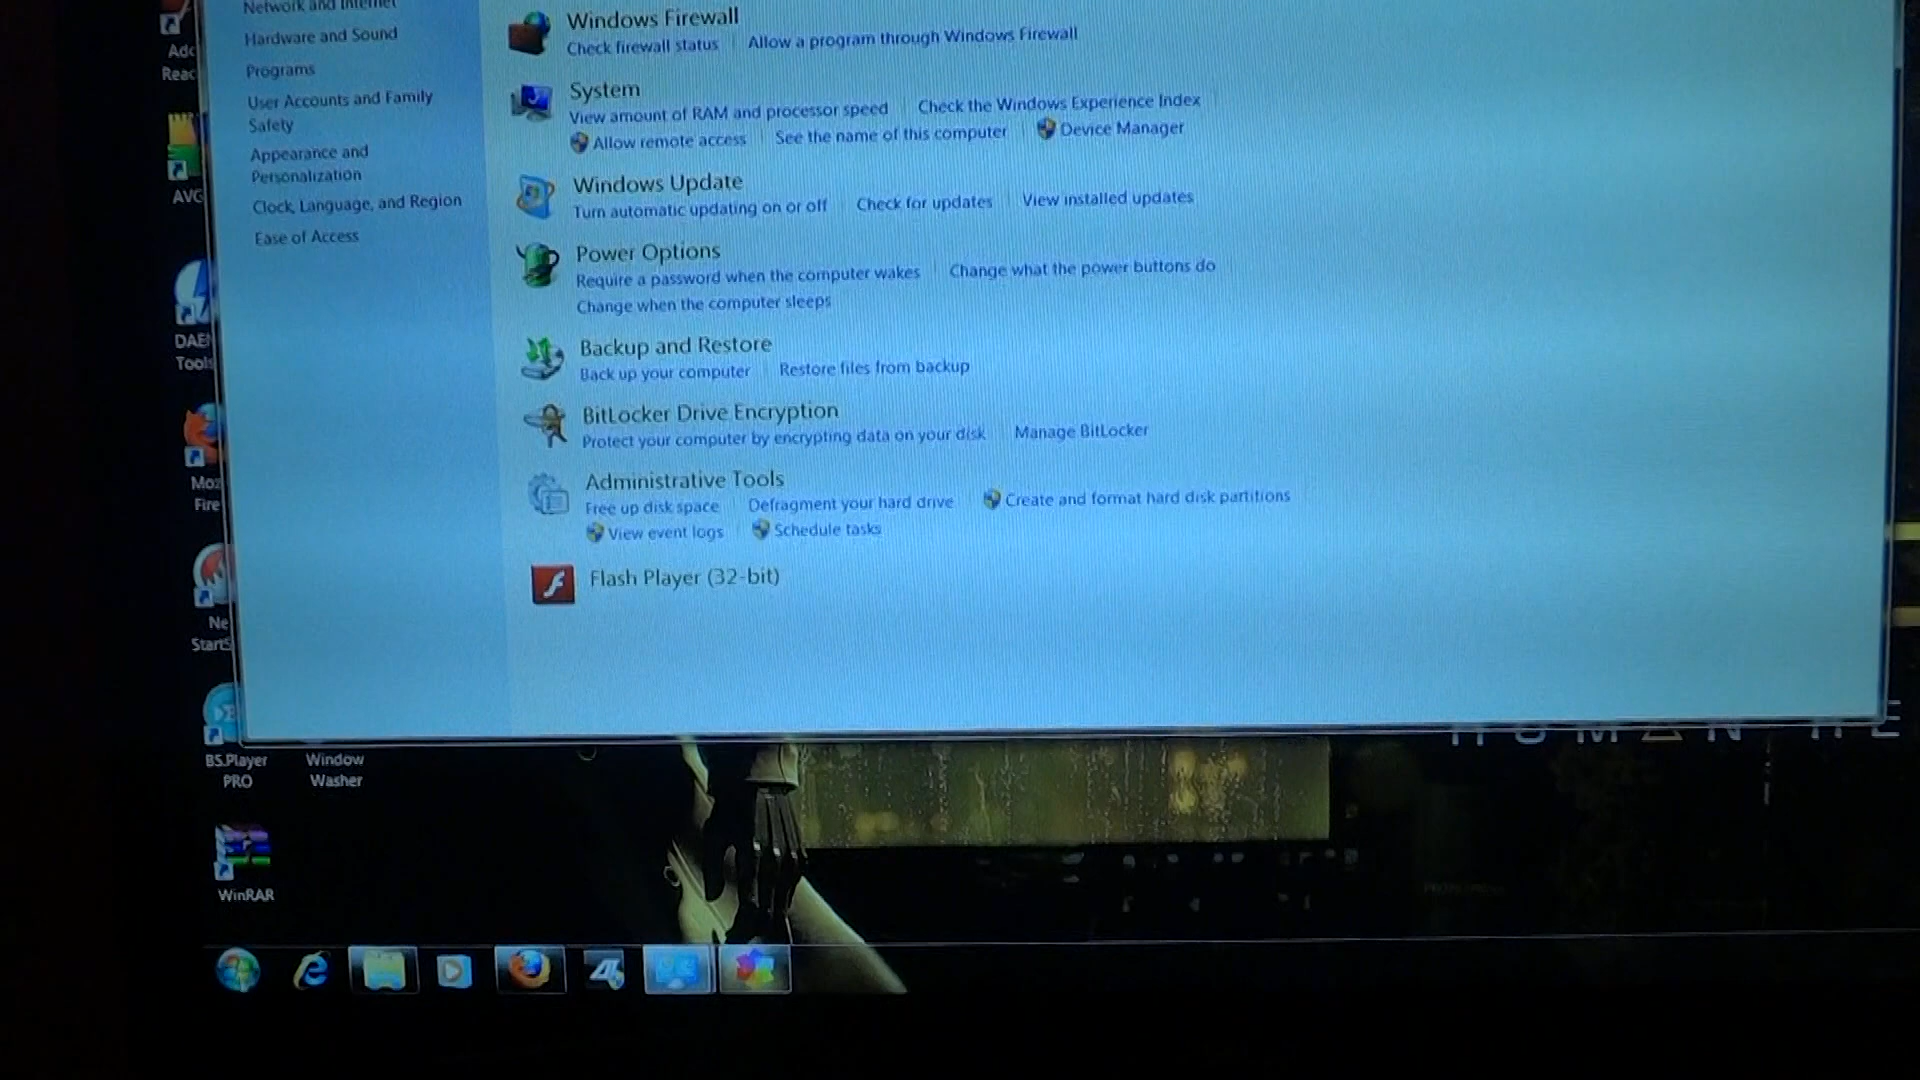 Network and Internet
Hardware and Sound
Programs
User Accounts and Family
Safety
Appearance and
Personalization
Clock, Language, and Region
Ease of Access
Windows Firewall
Check firewall status Allow a program through Windows Firewall
System
View amount of RAM and processor speed Check the Windows Experience Index
Allow remote access See the name of this computer Device Manager
Windows Update
Turn automatic updating on or off Check for updates View installed updates
Power Options
Require a password when the computer wakes Change what the power buttons do
Change when the computer sleeps
Backup and Restore
Back up your computer Restore files from backup
BitLocker Drive Encryption
Protect your computer by encrypting data on your disk Manage BitLocker
Administrative Tools
Free up disk space Defragment your hard drive Create and format hard disk partitions
View event logs Schedule tasks
Flash Player (32-bit)
AVG
Tools
Fire
Ne
BS.Player
PRO
Window
Washer
WinRAR